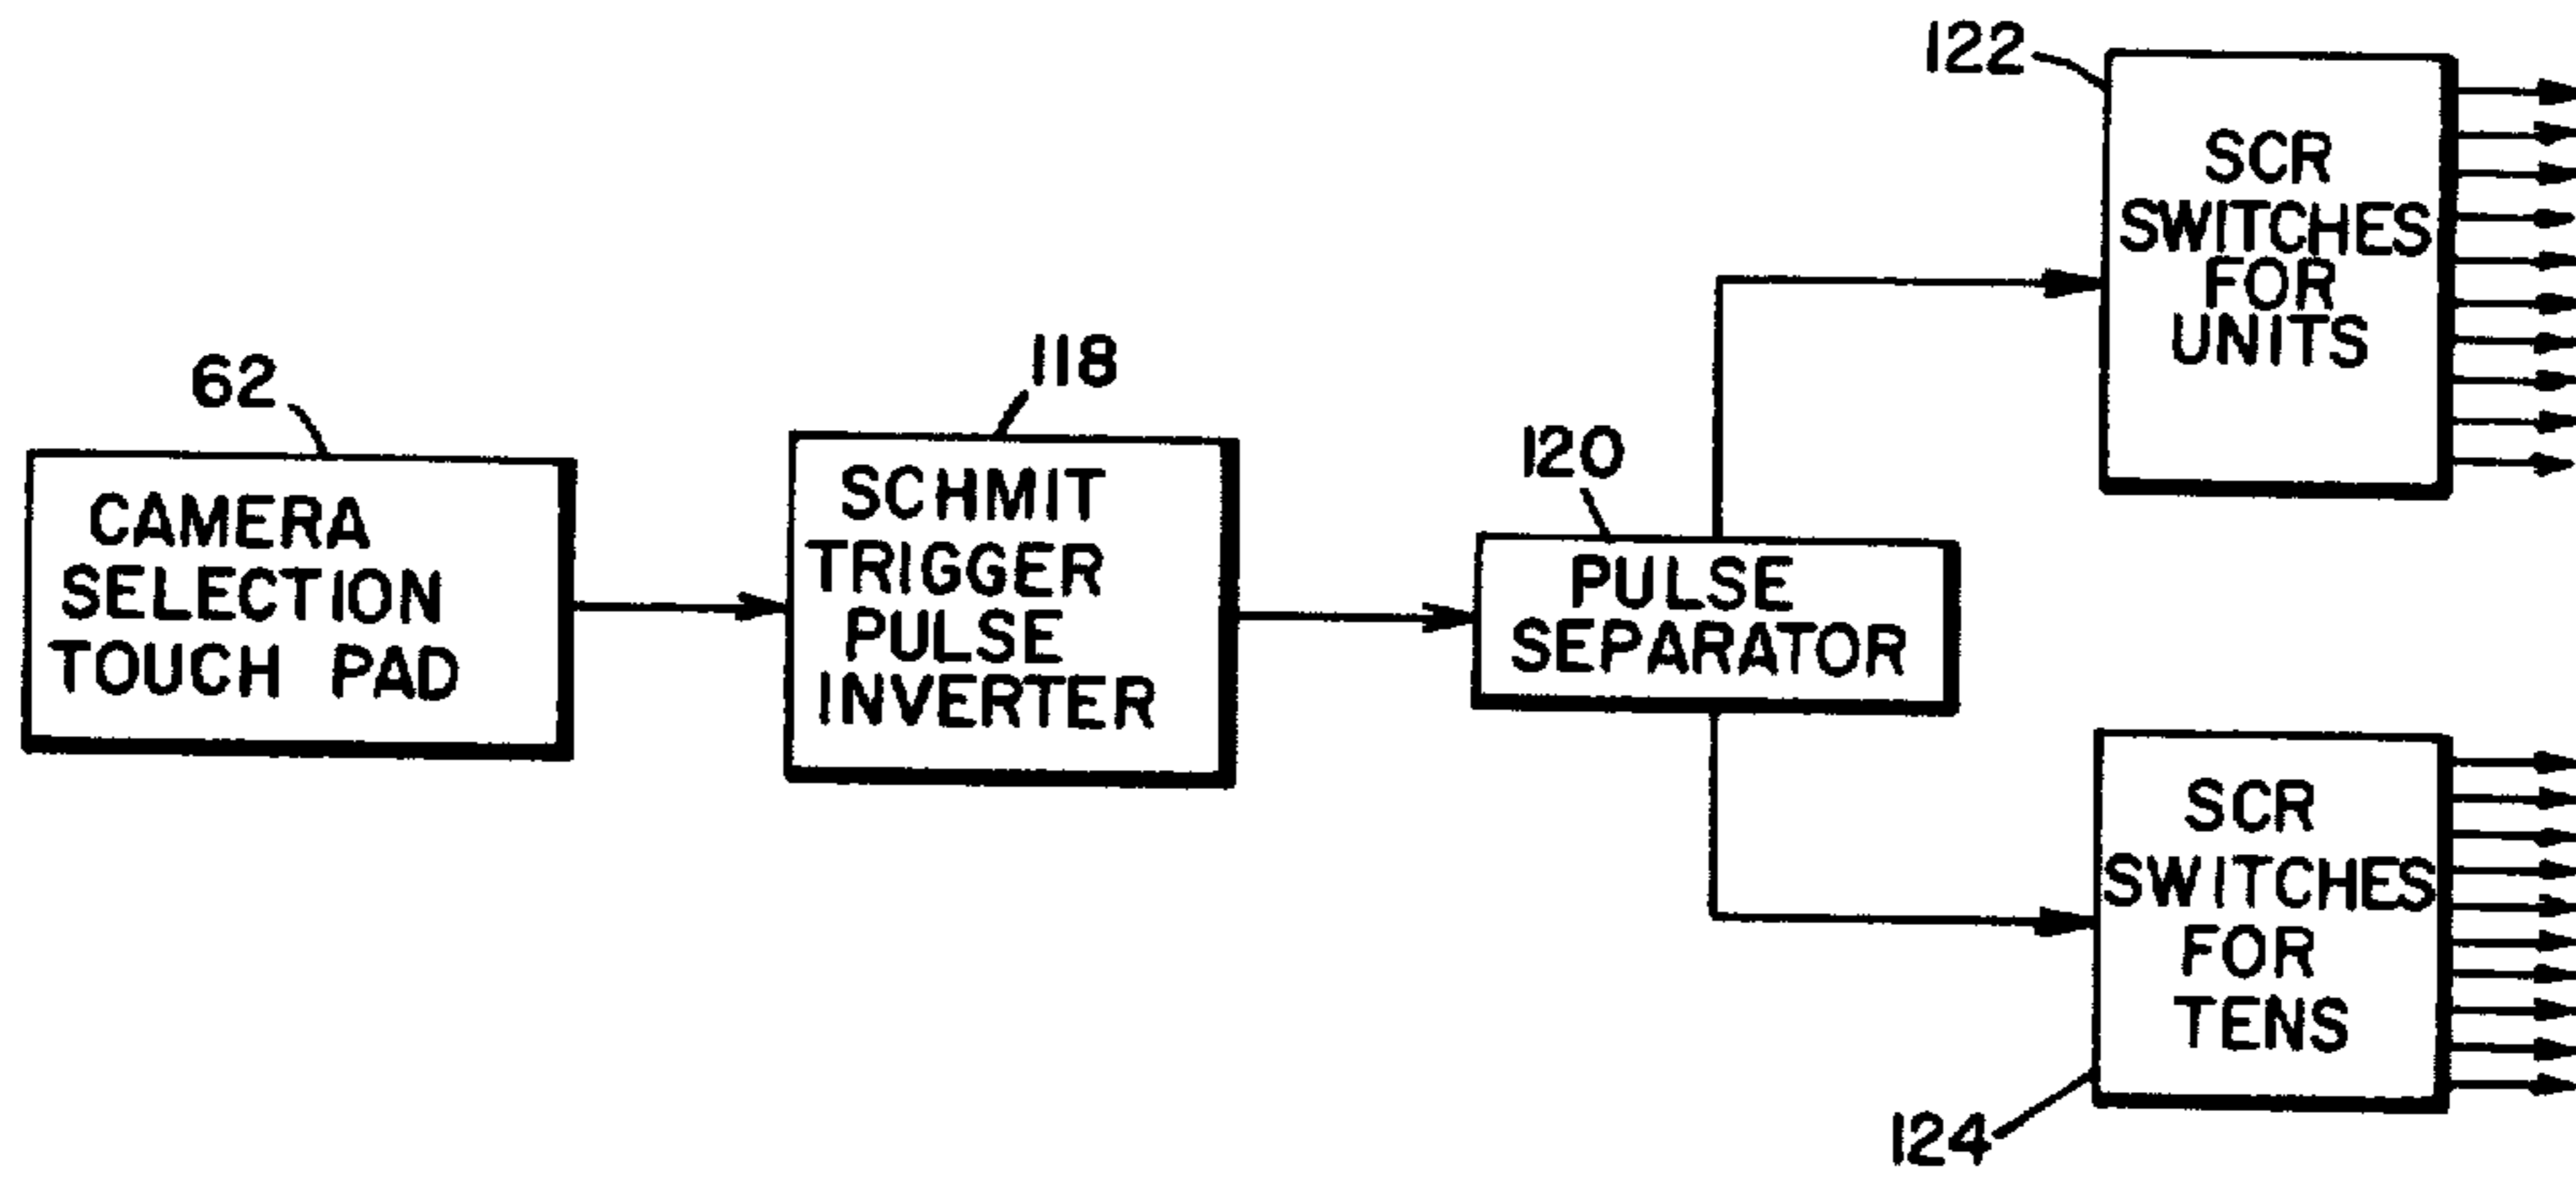 62
CAMERA
SELECTION
TOUCH PAD
118
SCHMIT
TRIGGER
PULSE
INVERTER
120
PULSE
SEPARATOR
122
SCR
SWITCHES
FOR
UNITS
SCR
SWITCHES
FOR
TENS
124